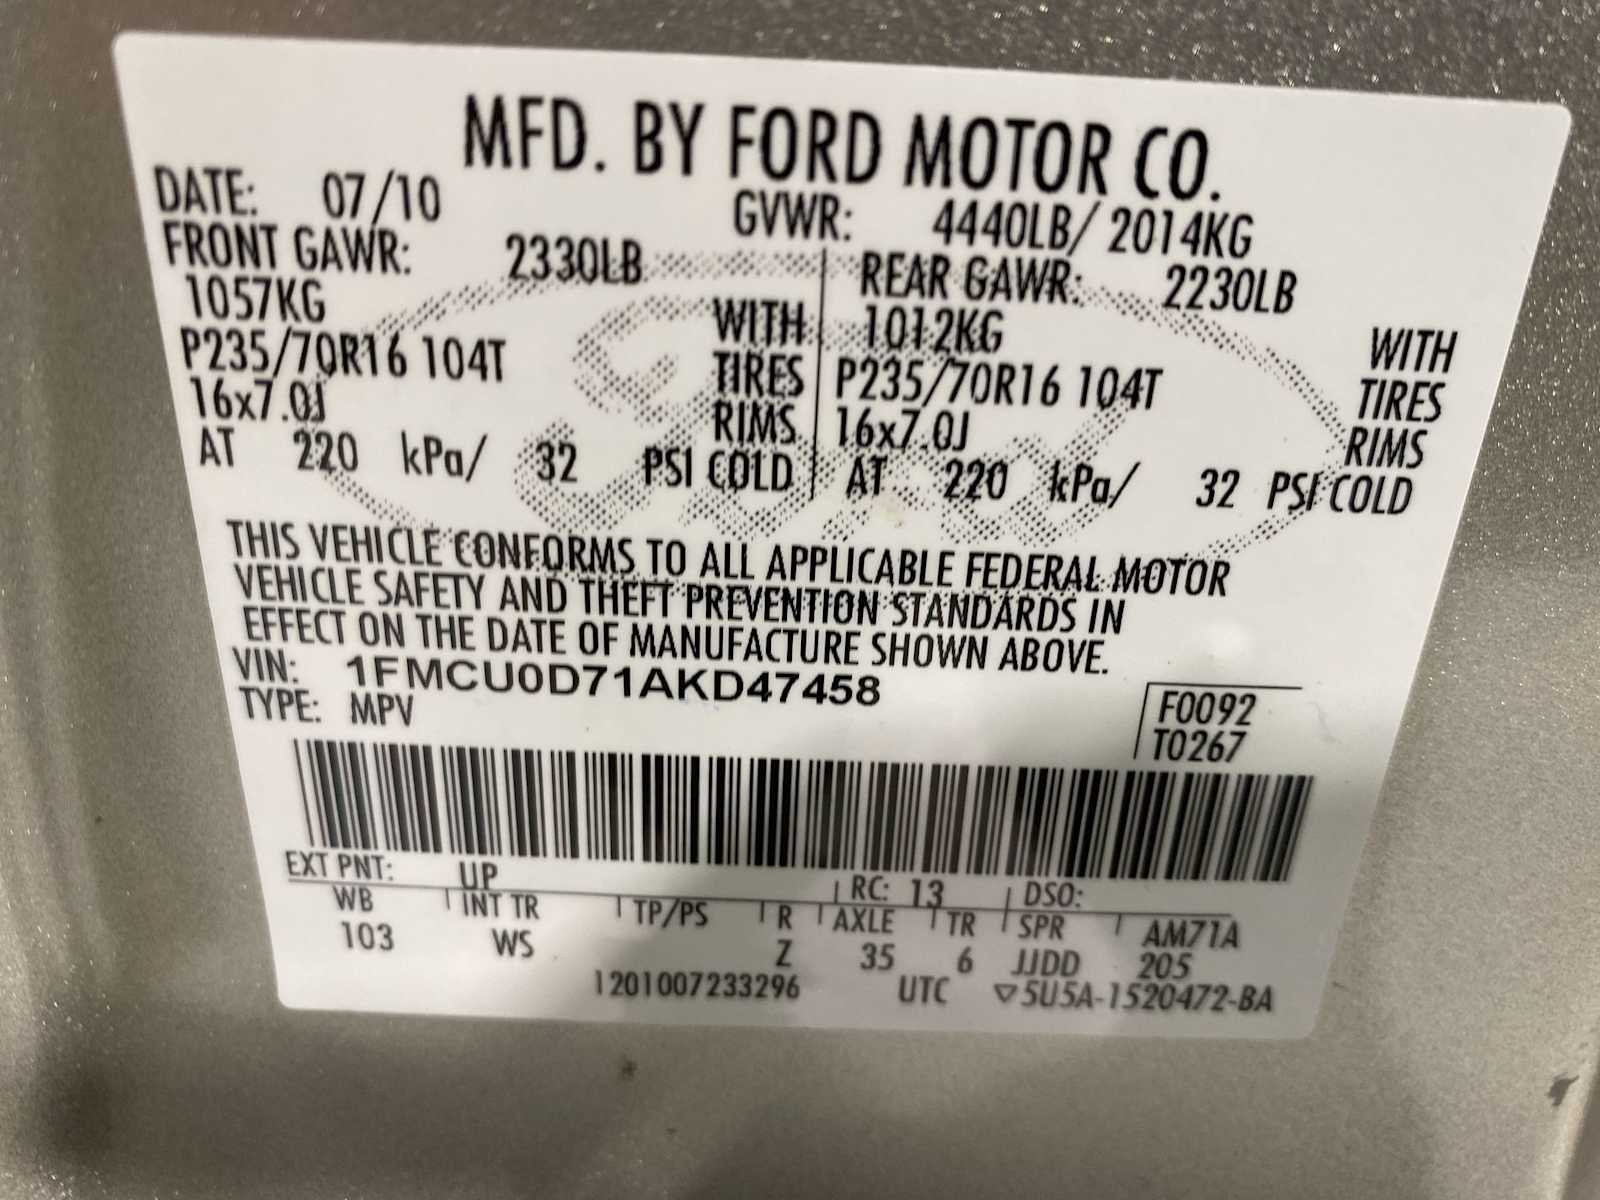 MFD. BY FORD MOTOR CO.
DATE: 07/10 GVWR: 4440LB/ 2014KG
FRONT GAWR: 2330LB REAR GAWR: 2230LB
1057KG WITH 1012KG WITH
P235/70R16 104T TIRES P235/70R16 104T TIRES
16x7.0J RIMS 16x7.0J RIMS
AT 220 kPa/ 32 PSI COLD AT 220 kPa/ 32 PSI COLD
THIS VEHICLE CONFORMS TO ALL APPLICABLE FEDERAL MOTOR
VEHICLE SAFETY AND THEFT PREVENTION STANDARDS IN
EFFECT ON THE DATE OF MANUFACTURE SHOWN ABOVE.
VIN: 1FMCU0D71AKD47458
TYPE: MPV F0092
T0267
EXT PNT: UP RC: 13 DSO:
WB INT TR TP/PS R AXLE TR SPR AM71A
103 WS Z 35 6 JJDD 205
1201007233296 UTC ▽5U5A-1520472-BA